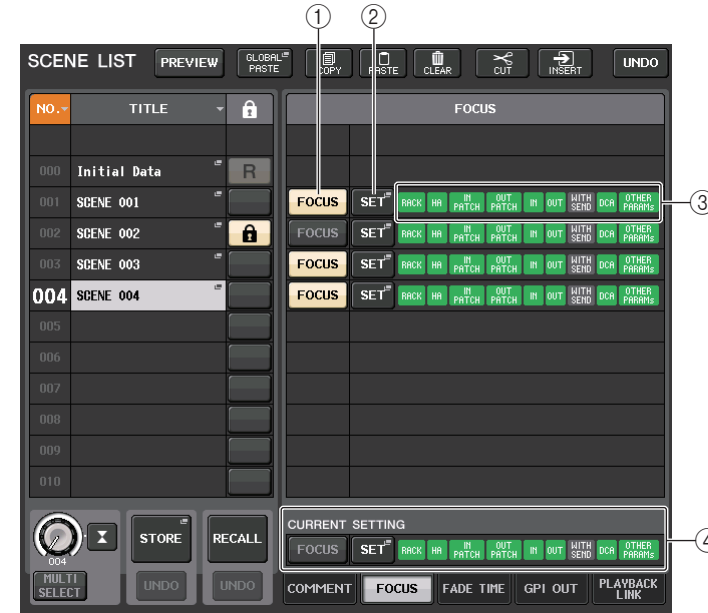 ① ②
SCENE LIST PREVIEW GLOBAL PASTE COPY PASTE CLEAR CUT INSERT UNDO
NO. TITLE FOCUS
000 Initial Data R
001 SCENE 001 FOCUS SET RACK HA IN PATCH OUT PATCH IN OUT WITH SEND DCA OTHER PARAMs ③
002 SCENE 002 FOCUS SET RACK HA IN PATCH OUT PATCH IN OUT WITH SEND DCA OTHER PARAMs
003 SCENE 003 FOCUS SET RACK HA IN PATCH OUT PATCH IN OUT WITH SEND DCA OTHER PARAMs
004 SCENE 004 FOCUS SET RACK HA IN PATCH OUT PATCH IN OUT WITH SEND DCA OTHER PARAMs
005
006
007
008
009
010
CURRENT SETTING
004 STORE RECALL FOCUS SET RACK HA IN PATCH OUT PATCH IN OUT WITH SEND DCA OTHER PARAMs ④
MULTI SELECT UNDO UNDO COMMENT FOCUS FADE TIME GPI OUT PLAYBACK LINK